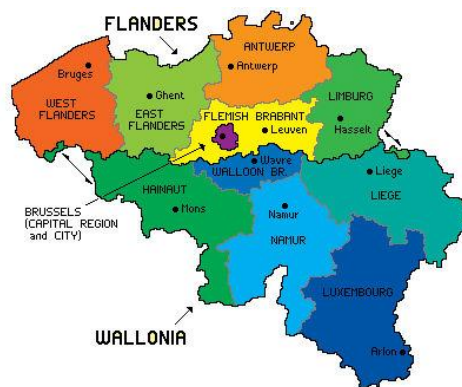 FLANDERS
ANTWERP
Antwerp
Bruges
WEST
FLANDERS
Ghent
EAST
FLANDERS
LIMBURG
Hasselt
FLEMISH BRABANT
Leuven
Wavre
WALLOON BR.
Liege
LIEGE
HAINAUT
Mons
BRUSSELS
(CAPITAL REGION
and CITY)
Namur
NAMUR
LUXEMBOURG
Arlon
WALLONIA